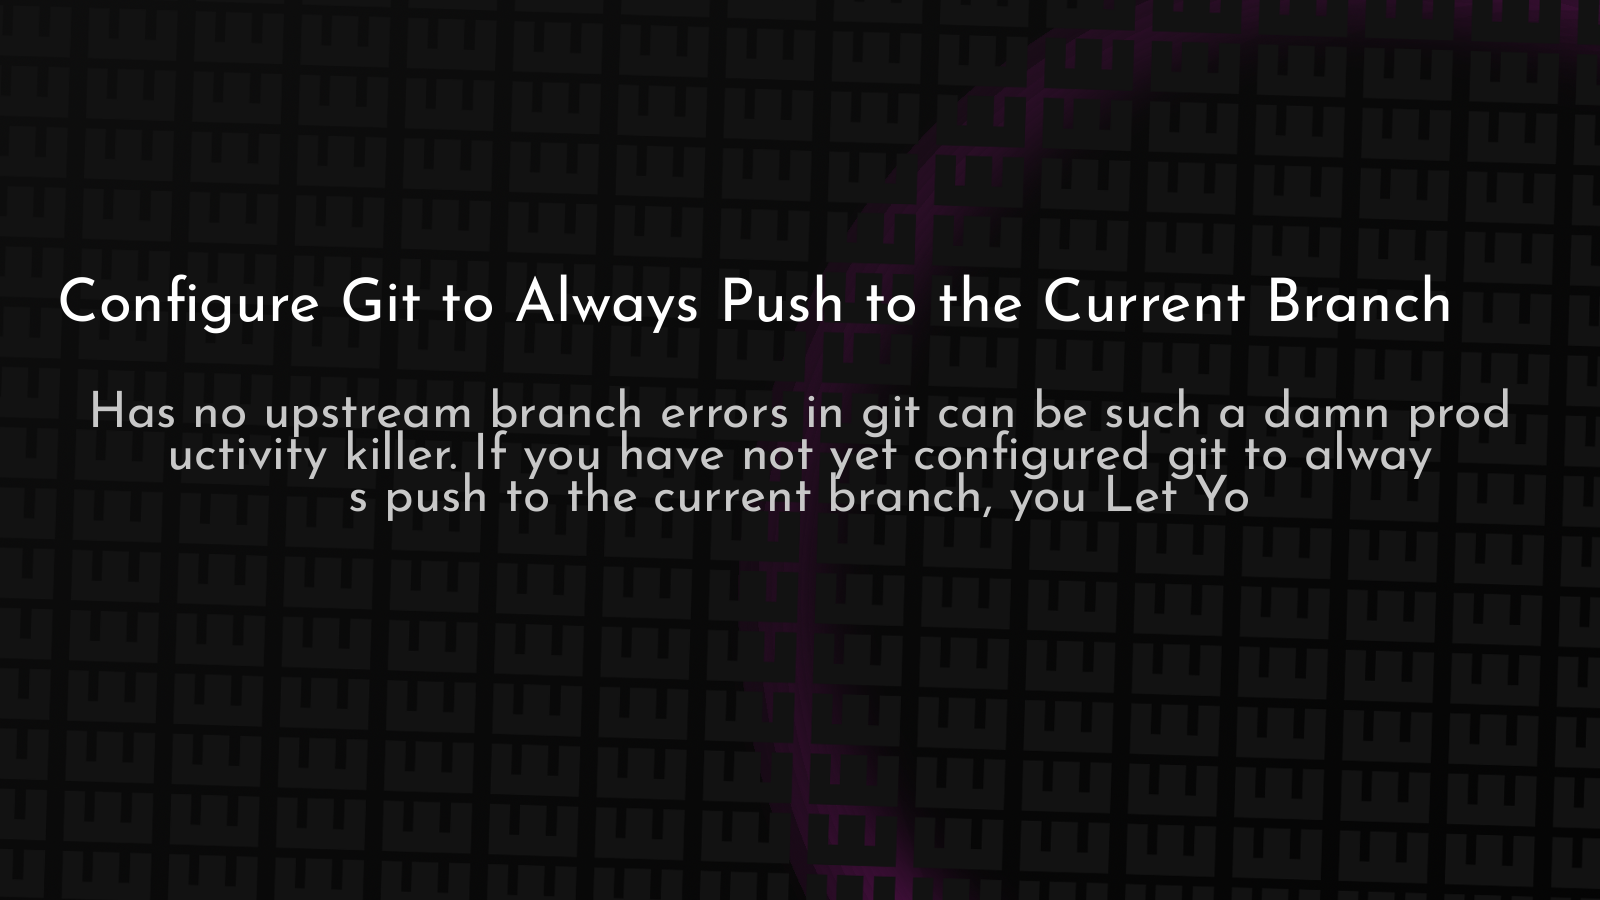 Configure Git to Always Push to the Current Branch
Has no upstream branch errors in git can be such a damn prod
uctivity killer. If you have not yet configured git to alway
s push to the current branch, you Let Yo